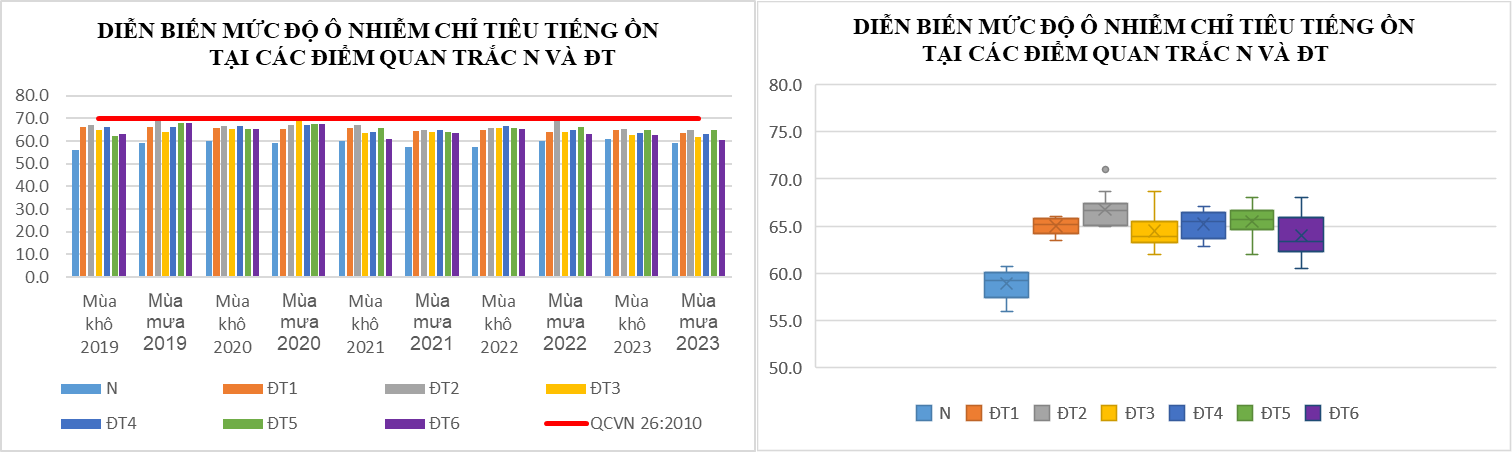 DIỄN BIẾN MỨC ĐỘ Ô NHIỄM CHỈ TIÊU TIẾNG ỒN
TẠI CÁC ĐIỂM QUAN TRẮC N VÀ ĐT
80.0
70.0
60.0
50.0
40.0
30.0
20.0
10.0
0.0
Mùa khô 2019
Mùa mưa 2019
Mùa khô 2020
Mùa mưa 2020
Mùa khô 2021
Mùa mưa 2021
Mùa khô 2022
Mùa mưa 2022
Mùa khô 2023
Mùa mưa 2023
N ĐT1 ĐT2 ĐT3
ĐT4 ĐT5 ĐT6 QCVN 26:2010
DIỄN BIẾN MỨC ĐỘ Ô NHIỄM CHỈ TIÊU TIẾNG ỒN
TẠI CÁC ĐIỂM QUAN TRẮC N VÀ ĐT
80.0
75.0
70.0
65.0
60.0
55.0
50.0
N ĐT1 ĐT2 ĐT3 ĐT4 ĐT5 ĐT6